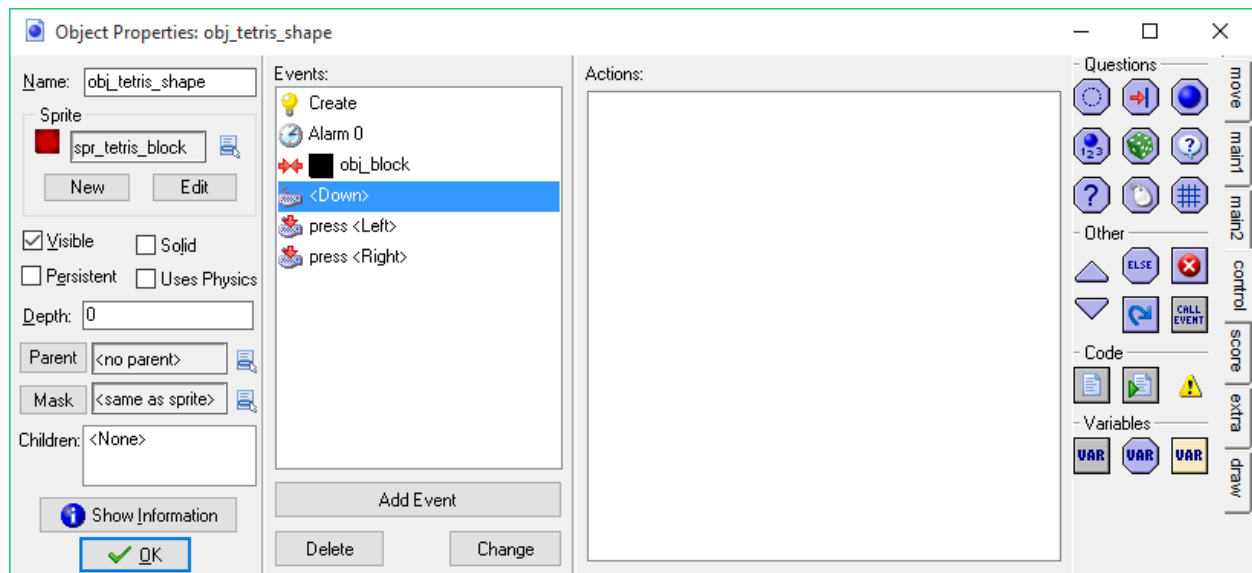 Object Properties: obj_tetris_shape
Name: obj_tetris_shape
Sprite
spr_tetris_block
New Edit
Visible Solid
Persistent Uses Physics
Depth: 0
Parent <no parent>
Mask <same as sprite>
Children: <None>
Show Information
OK
Events:
Create
Alarm 0
obj_block
<Down>
press <Left>
press <Right>
Add Event
Delete Change
Actions:
Questions
123
?
?
Other
ELSE
CALL
EVENT
Code
Variables
VAR VAR VAR
move
main1
main2
control
score
extra
draw